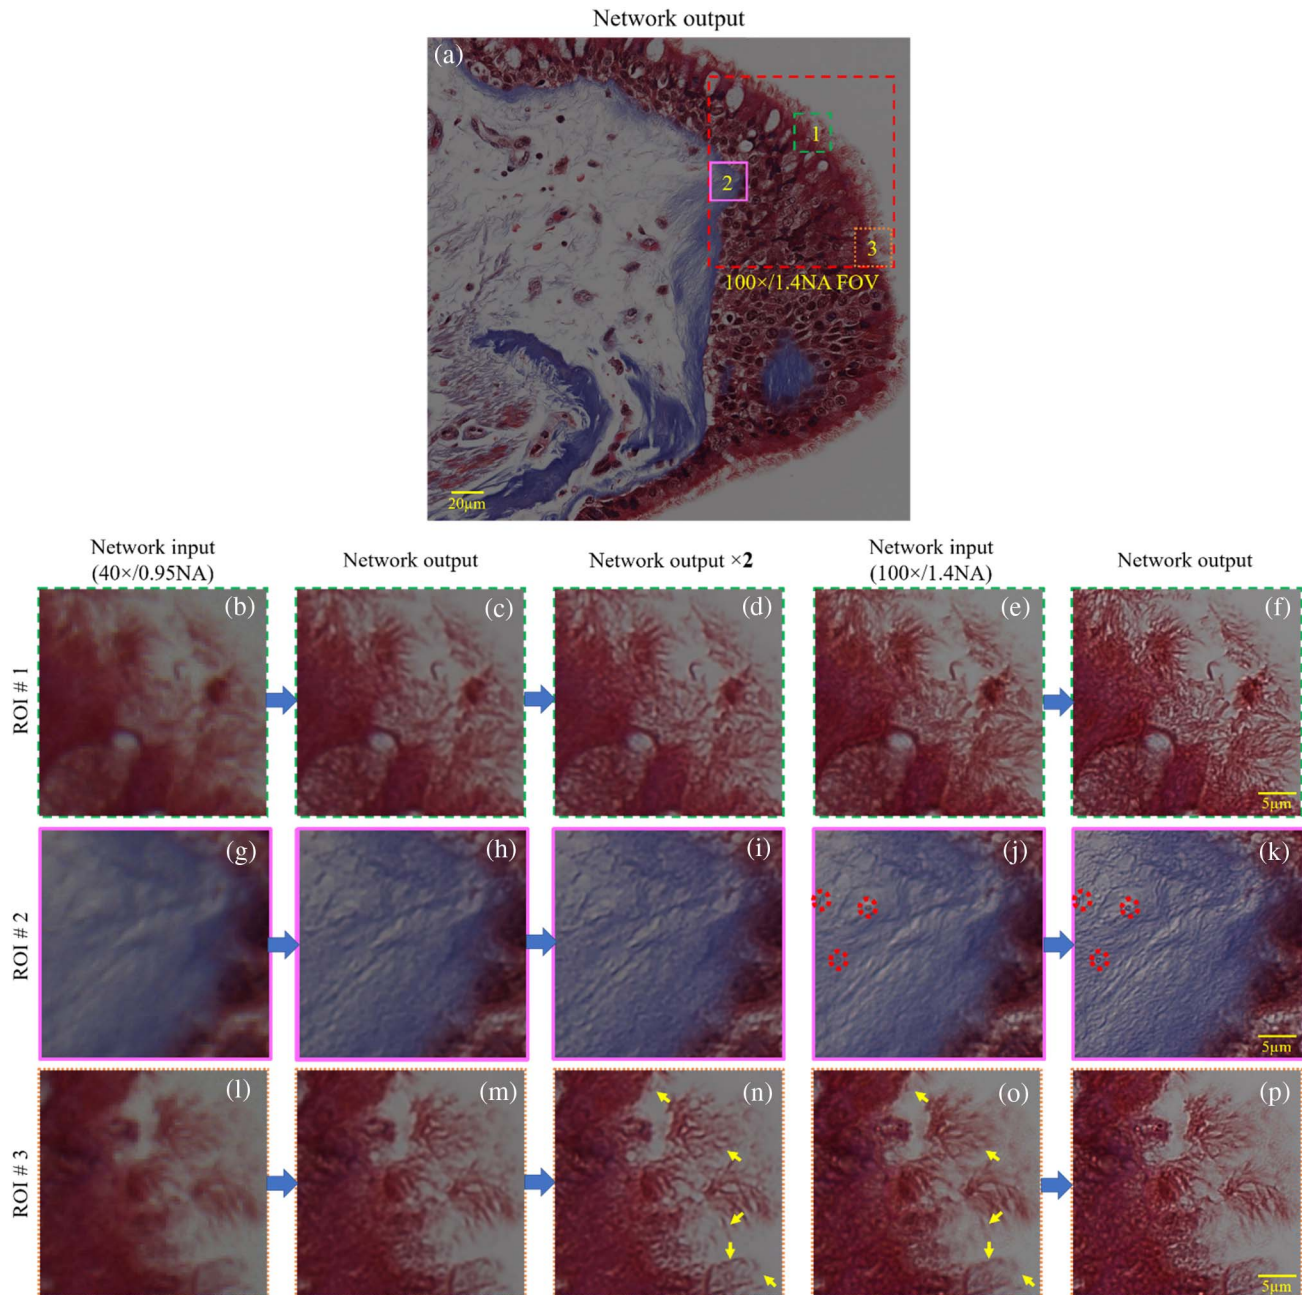 Network output
(a)
1
2
3
100×/1.4NA FOV
20µm
Network input
(40×/0.95NA)
Network output
Network output ×2
Network input
(100×/1.4NA)
Network output
ROI # 1
(b)
(c)
(d)
(e)
(f)
5µm
ROI # 2
(g)
(h)
(i)
(j)
(k)
5µm
ROI # 3
(l)
(m)
(n)
(o)
(p)
5µm